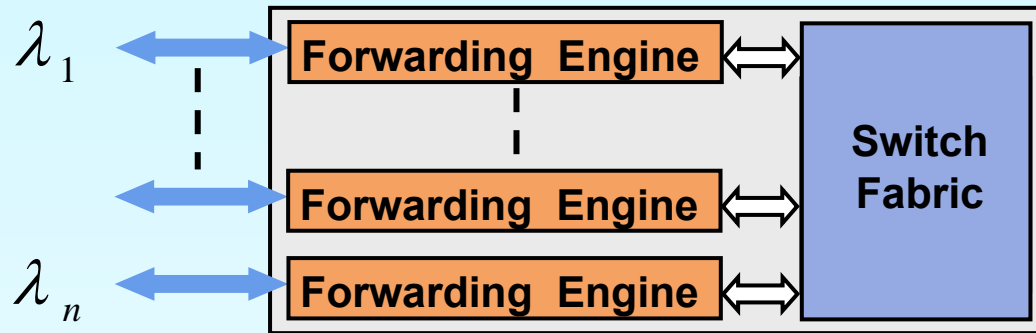 λ1
Forwarding Engine
Forwarding Engine
λn
Forwarding Engine
Switch
Fabric